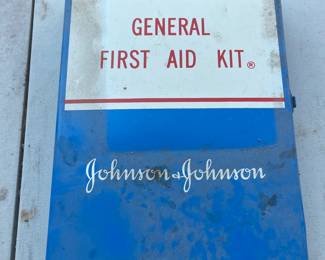 GENERAL
FIRST AID KIT®
Johnson & Johnson